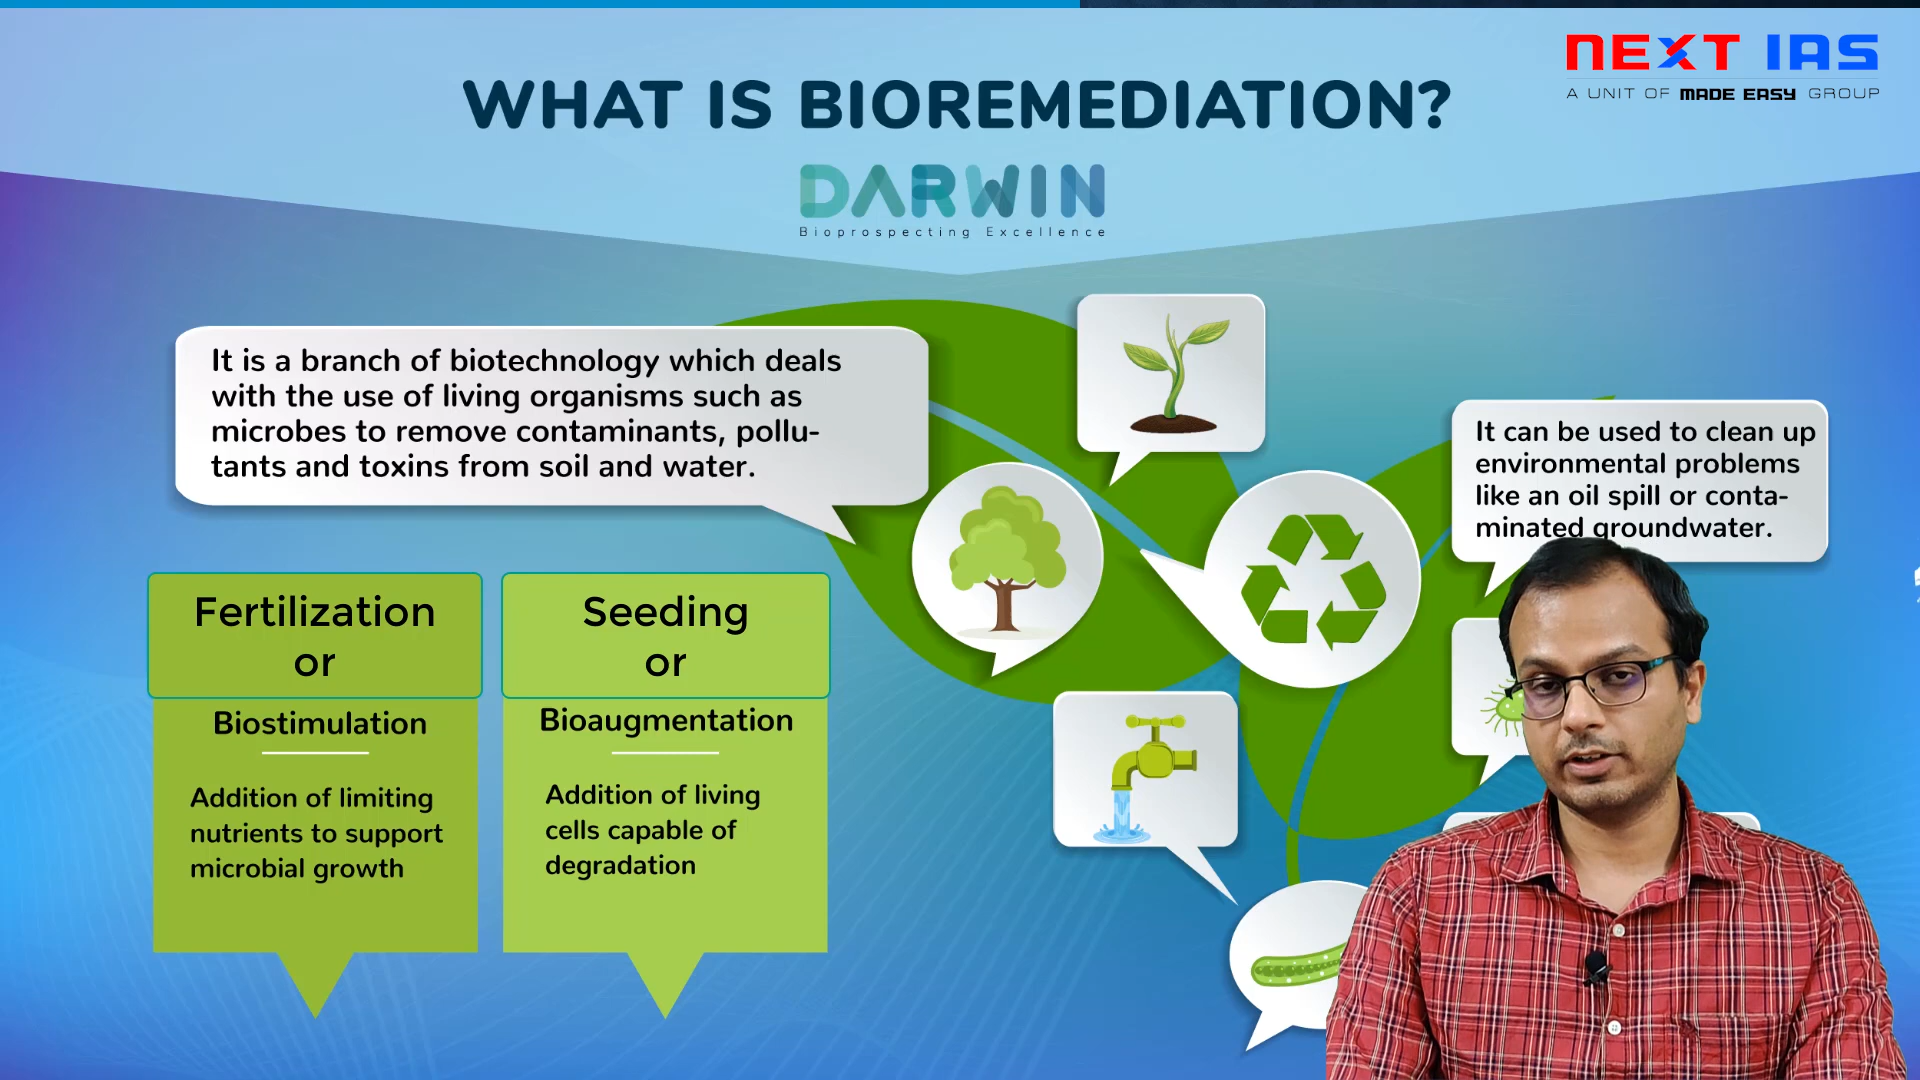 NEXT IAS
A UNIT OF MADE EASY GROUP
WHAT IS BIOREMEDIATION?
DARWIN
Bioprospecting Excellence
It is a branch of biotechnology which deals
with the use of living organisms such as
microbes to remove contaminants, pollu-
tants and toxins from soil and water.
It can be used to clean up
environmental problems
like an oil spill or conta-
minated groundwater.
Fertilization
or
Biostimulation
Addition of limiting
nutrients to support
microbial growth
Seeding
or
Bioaugmentation
Addition of living
cells capable of
degradation